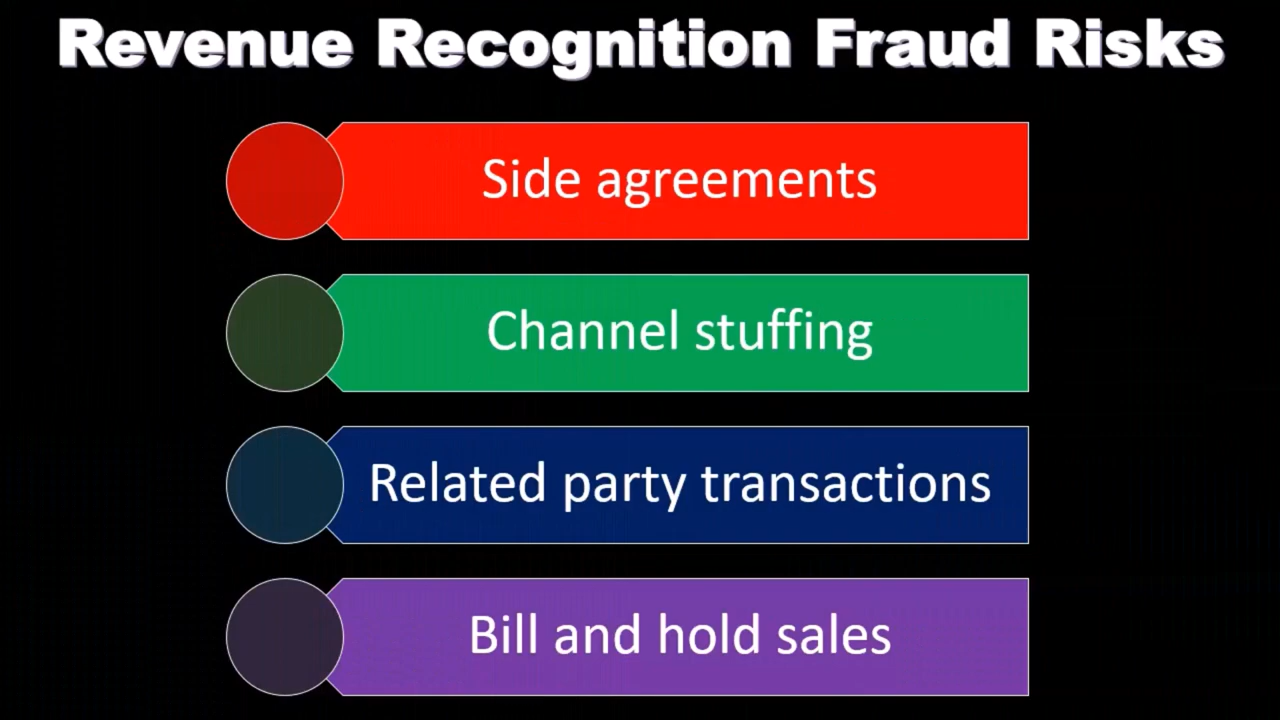 Revenue Recognition Fraud Risks
Side agreements
Channel stuffing
Related party transactions
Bill and hold sales